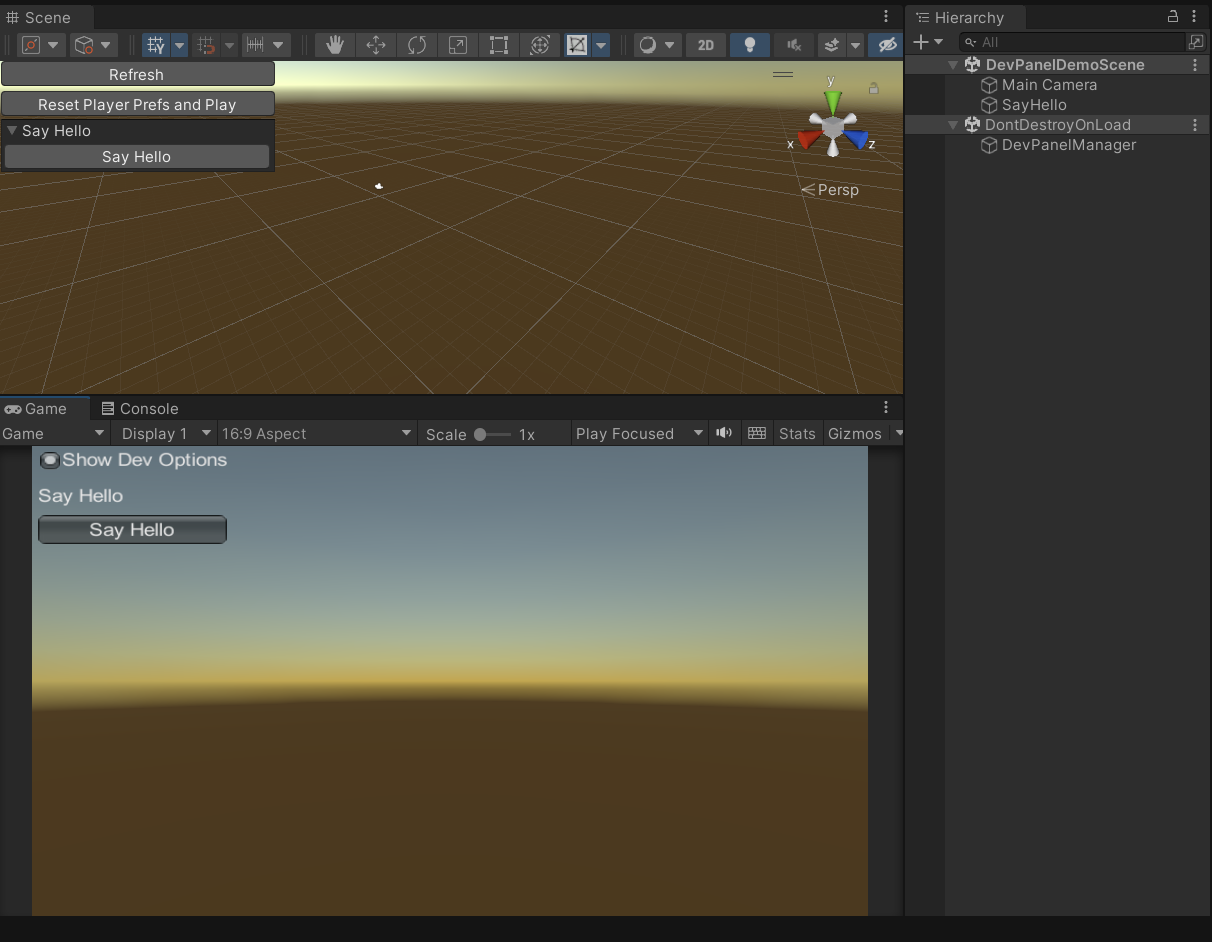 Scene
2D
Refresh
Reset Player Prefs and Play
Say Hello
Say Hello
y
x
z
Persp
Game
Console
Game
Display 1
16:9 Aspect
Scale
1x
Play Focused
Stats
Gizmos
Show Dev Options
Say Hello
Say Hello
Hierarchy
All
DevPanelDemoScene
Main Camera
SayHello
DontDestroyOnLoad
DevPanelManager